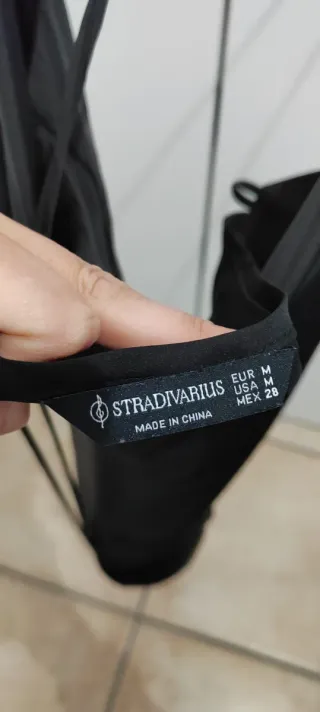 STRADIVARIUS
MADE IN CHINA
EUR M
USA M
MEX 28